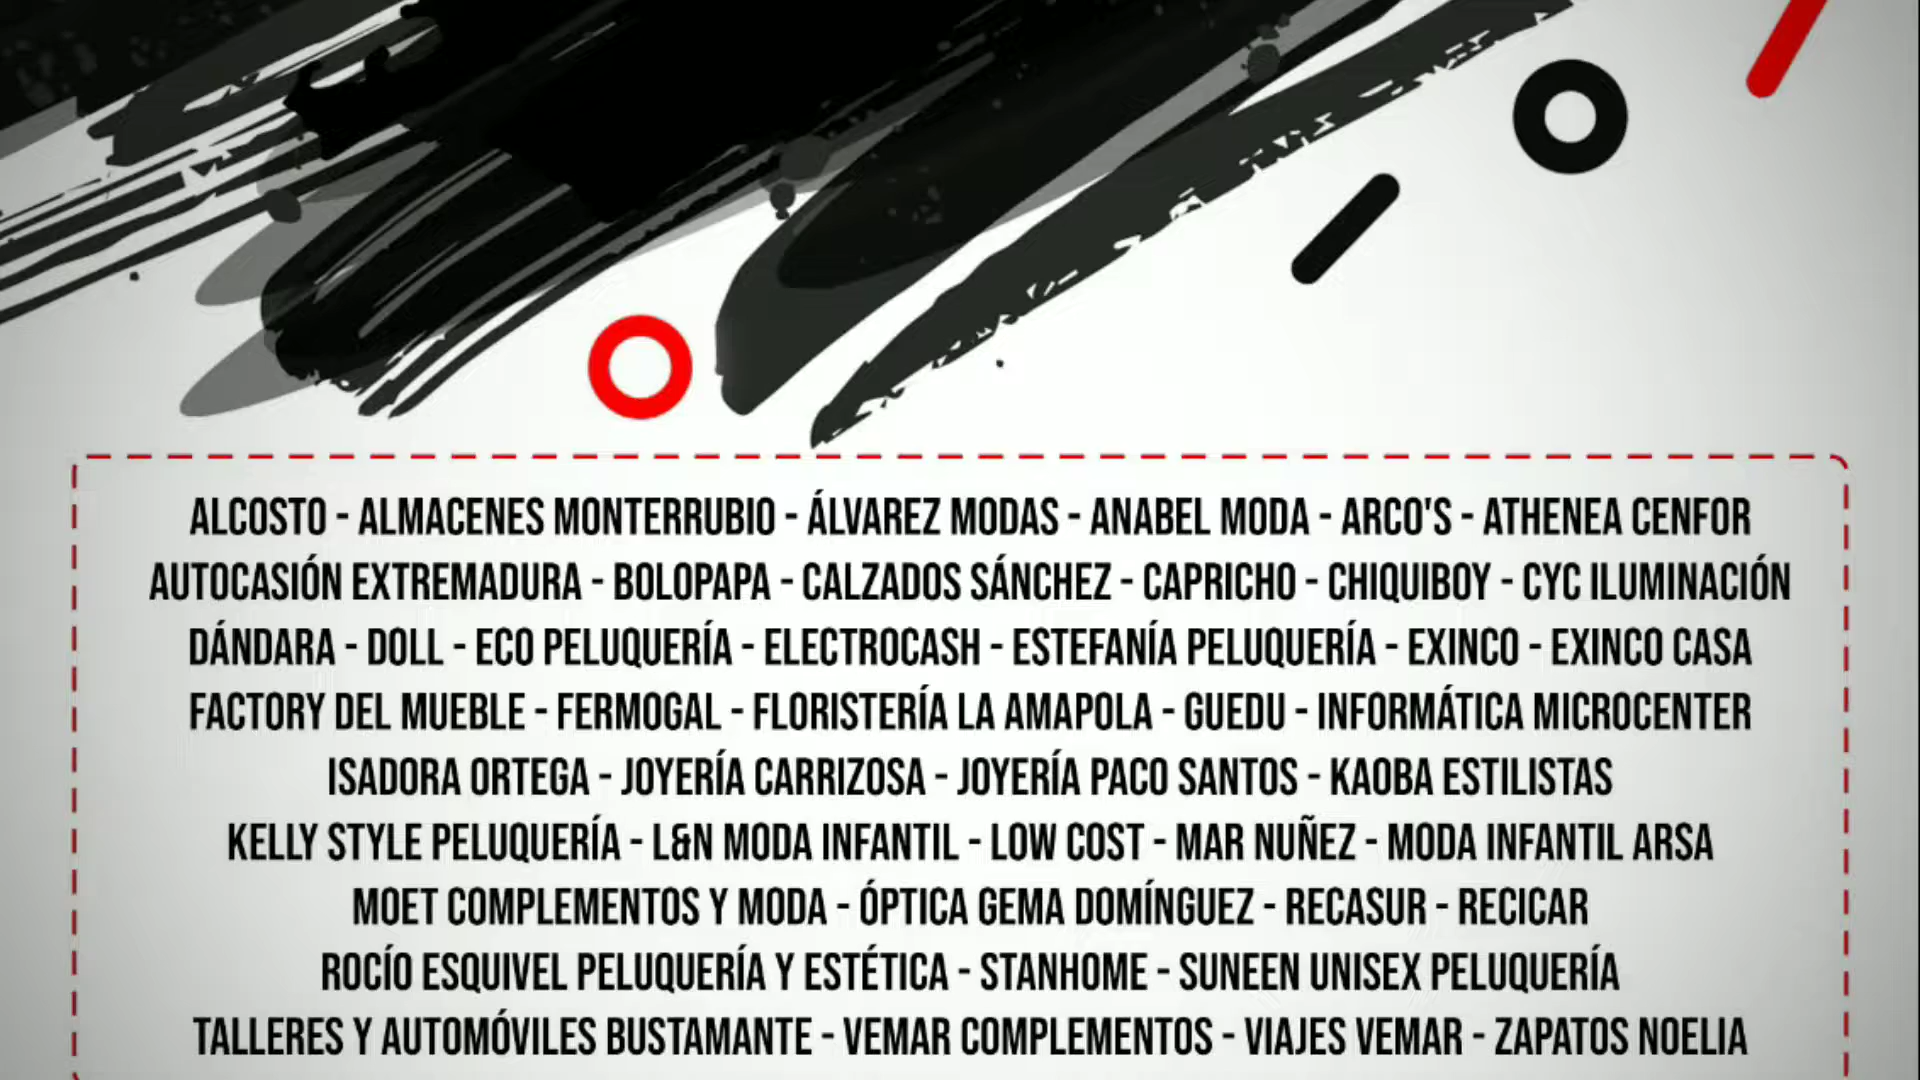 ALCOSTO - ALMACENES MONTERRUBIO - ÁLVAREZ MODAS - ANABEL MODA - ARCO'S - ATHENEA CENFOR
AUTOCASIÓN EXTREMADURA - BOLOPAPA - CALZADOS SÁNCHEZ - CAPRICHO - CHIQUIBOY - CYC ILUMINACIÓN
DÁNDARA - DOLL - ECO PELUQUERÍA - ELECTROCASH - ESTEFANÍA PELUQUERÍA - EXINCO - EXINCO CASA
FACTORY DEL MUEBLE - FERMOGAL - FLORISTERÍA LA AMAPOLA - GUEDU - INFORMÁTICA MICROCENTER
ISADORA ORTEGA - JOYERÍA CARRIZOSA - JOYERÍA PACO SANTOS - KAOBA ESTILISTAS
KELLY STYLE PELUQUERÍA - L&N MODA INFANTIL - LOW COST - MAR NUÑEZ - MODA INFANTIL ARSA
MOET COMPLEMENTOS Y MODA - ÓPTICA GEMA DOMÍNGUEZ - RECASUR - RECICAR
ROCÍO ESQUIVEL PELUQUERÍA Y ESTÉTICA - STANHOME - SUNEEN UNISEX PELUQUERÍA
TALLERES Y AUTOMÓVILES BUSTAMANTE - VEMAR COMPLEMENTOS - VIAJES VEMAR - ZAPATOS NOELIA